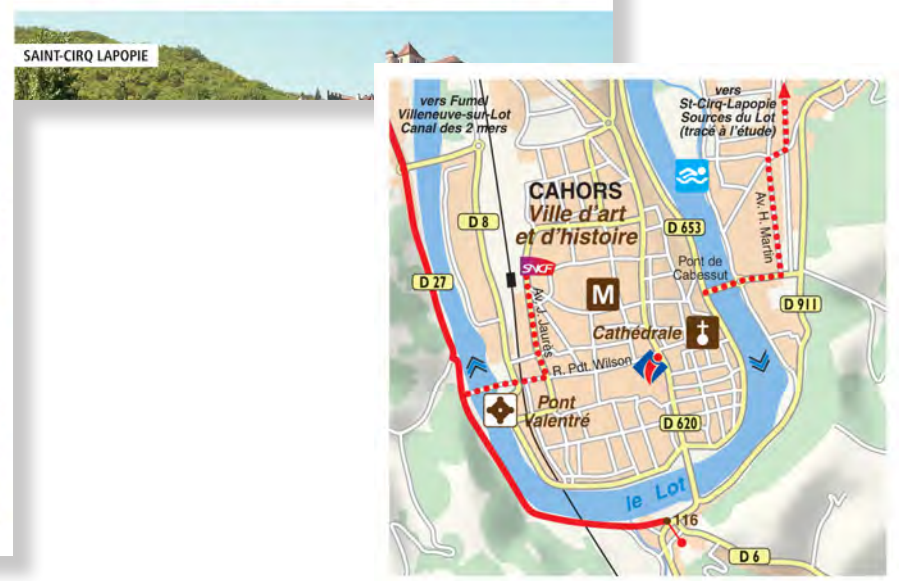 SAINT-CIRQ LAPOPIE
vers Fumel
Villeneuve-sur-Lot
Canal des 2 mers
vers
St-Cirq-Lapopie
Sources du Lot
(tracé à l'étude)
CAHORS
Ville d'art
et d'histoire
D 8
D 653
Av. H. Martin
Pont de
Cabessut
SNCF
D 27
M
D 911
Av. J. Jaurès
Cathédrale
R. Pdt. Wilson
Pont
Valentré
D 620
le Lot
116
D 6